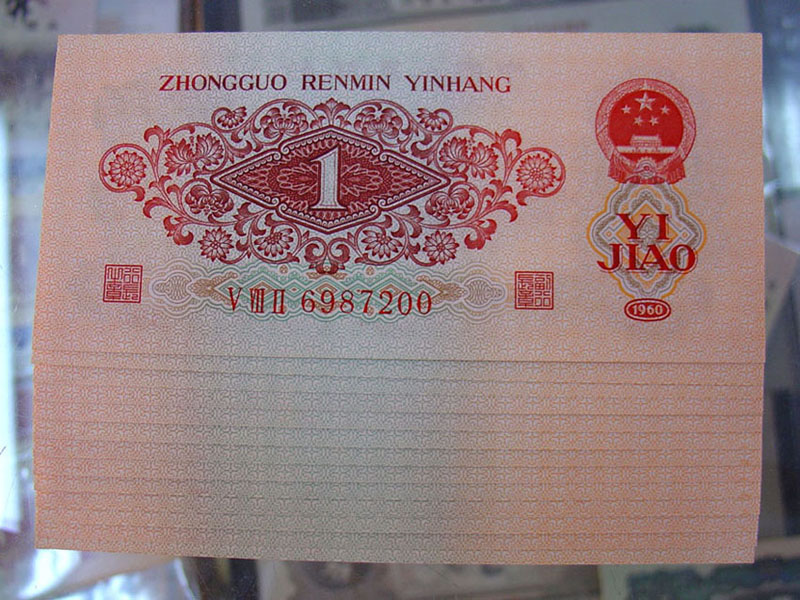 ZHONGGUO RENMIN YINHANG
1
YI
JIAO
V VIII II 6987200
1960